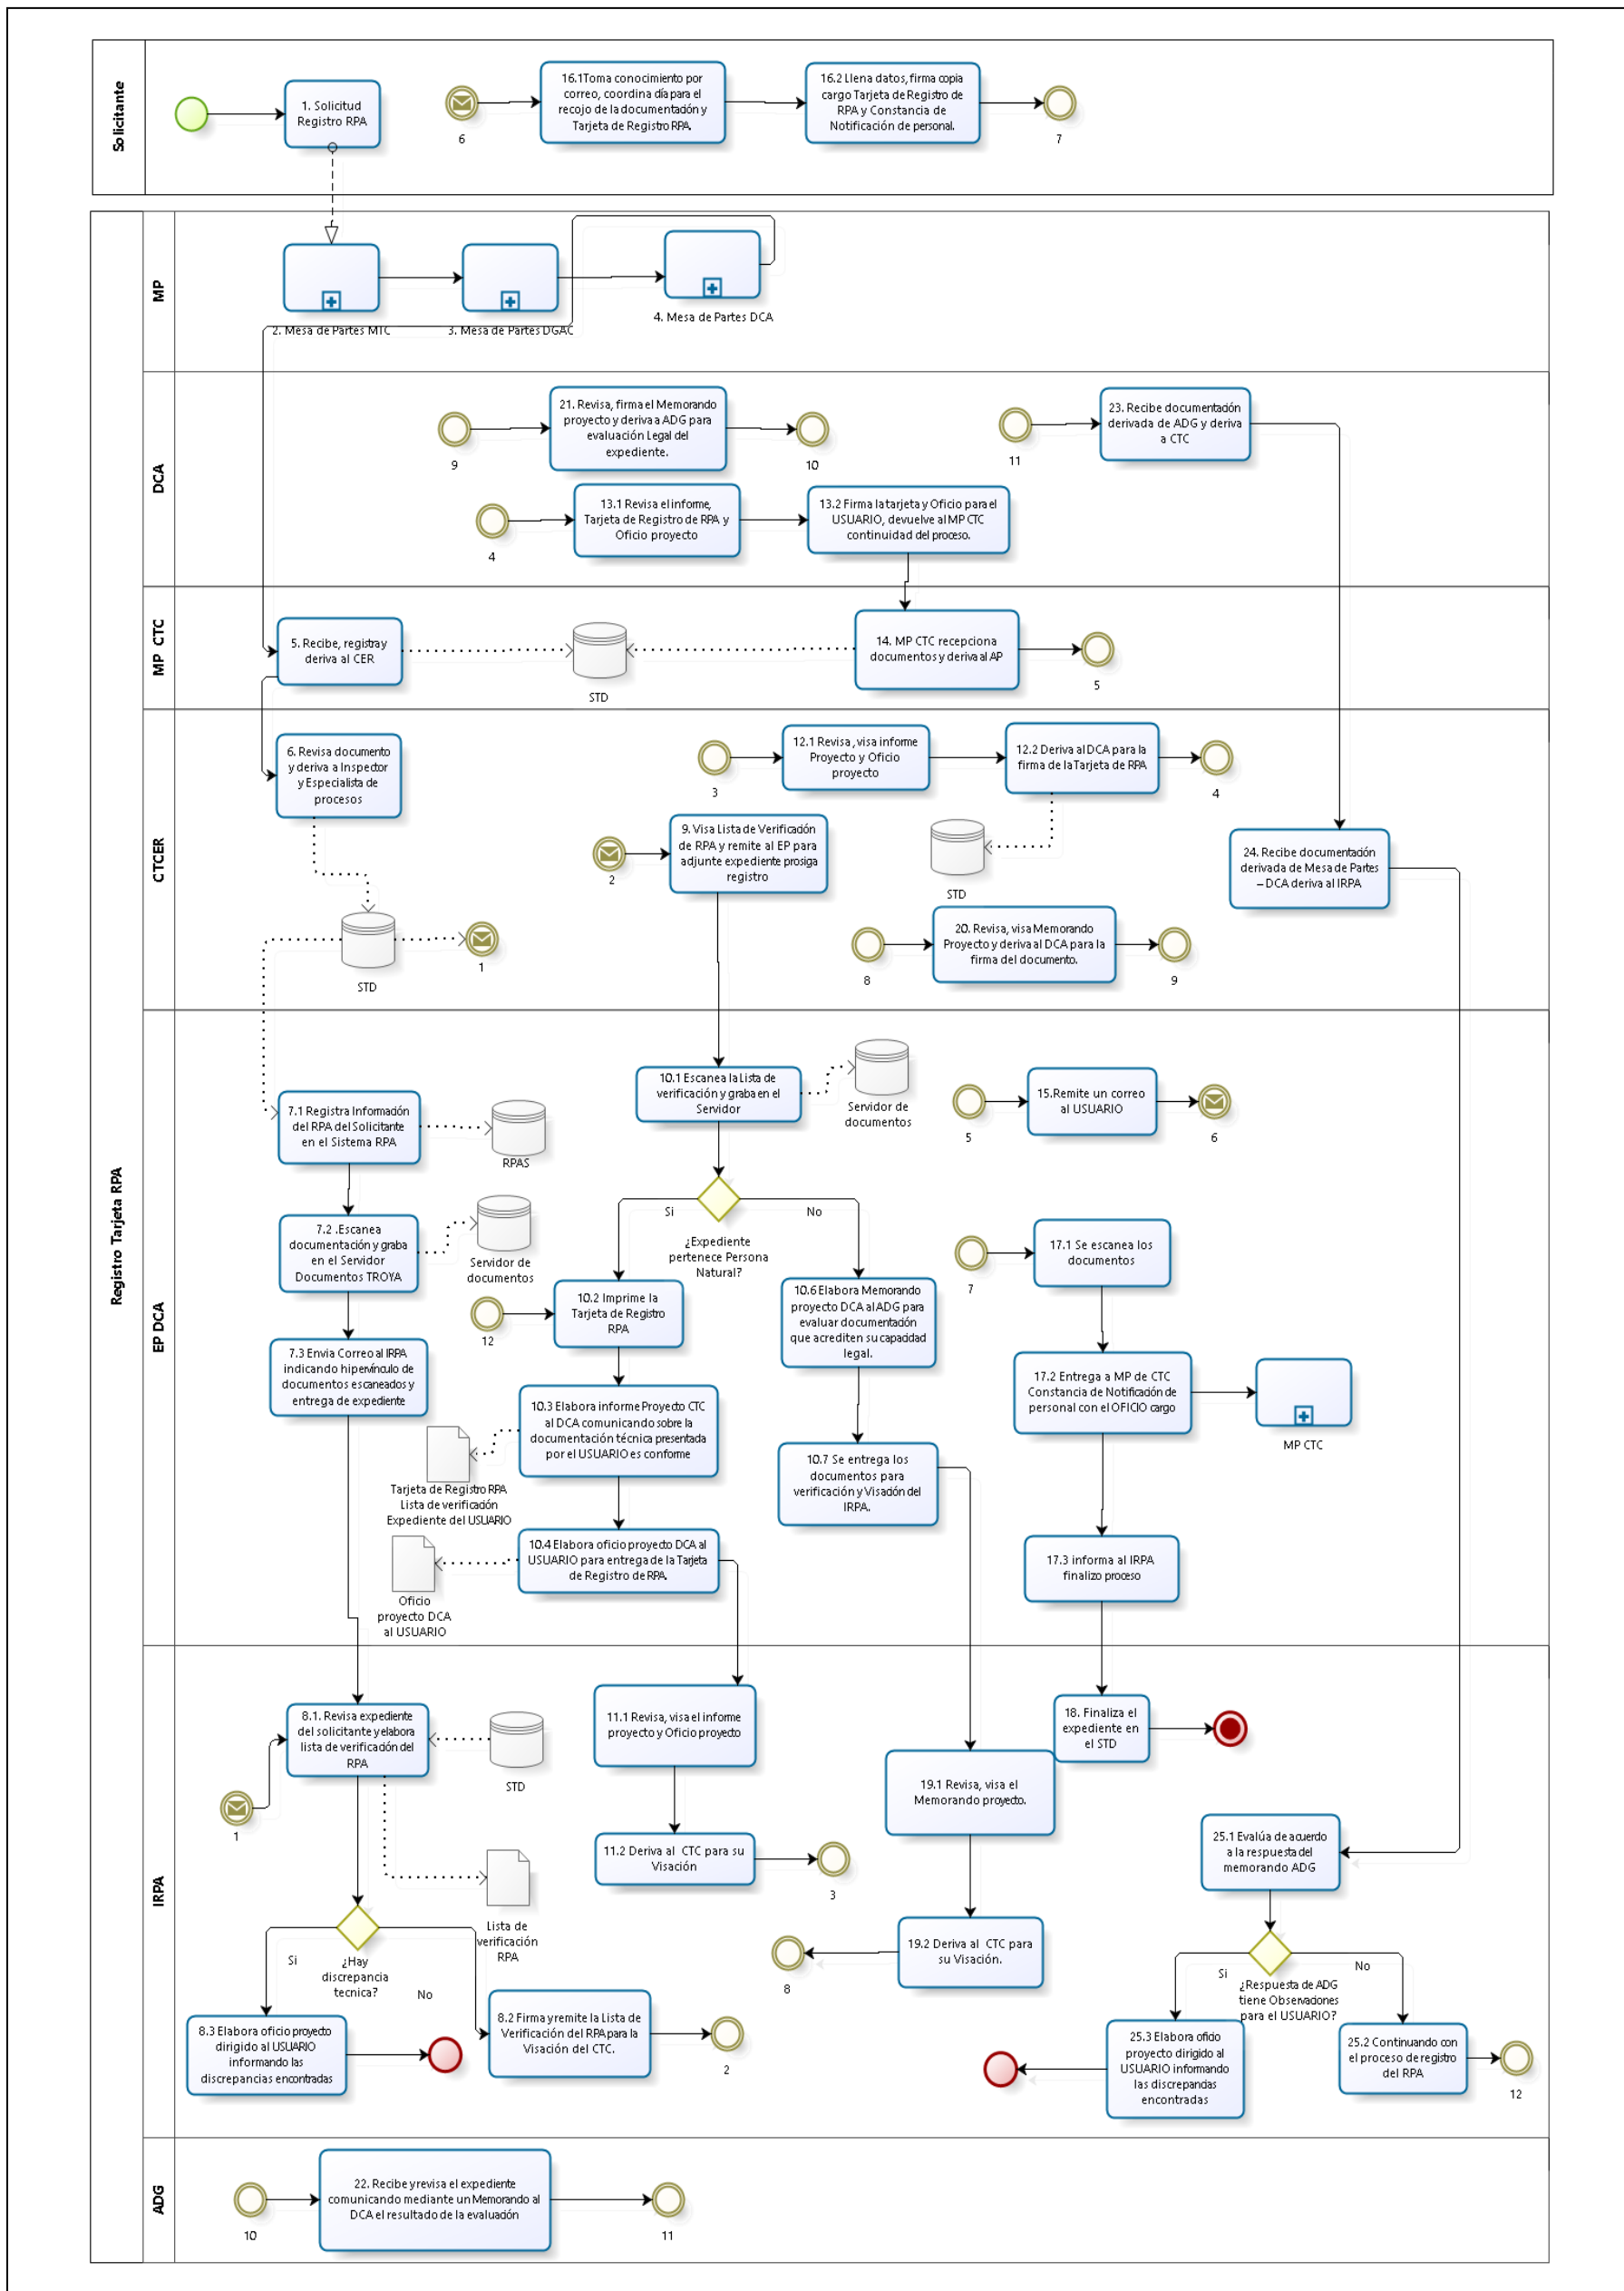 Solicitante
1. Solicitud
Registro RPA
6
16.1Toma conocimiento por
correo, coordina día para el
recojo de la documentación y
Tarjeta de Registro RPA.
16.2 Llena datos, firma copia
cargo Tarjeta de Registro de
RPA y Constancia de
Notificación de personal.
7
Registro Tarjeta RPA
MP
2. Mesa de Partes MTC
3. Mesa de Partes DGAC
4. Mesa de Partes DCA
DCA
9
21. Revisa, firma el Memorando
proyecto y deriva a ADG para
evaluación Legal del
expediente.
10
11
23. Recibe documentación
derivada de ADG y deriva
a CTC
4
13.1 Revisa el informe,
Tarjeta de Registro de RPA y
Oficio proyecto
13.2 Firma la tarjeta y Oficio para el
USUARIO, devuelve al MP CTC
continuidad del proceso.
MP CTC
5. Recibe, registra y
deriva al CER
STD
14. MP CTC recepciona
documentos y deriva al AP
5
CTCER
6. Revisa documento
y deriva a Inspector
y Especialista de
procesos
STD
1
3
12.1 Revisa, visa informe
Proyecto y Oficio
proyecto
12.2 Deriva al DCA para la
firma de la Tarjeta de RPA
4
STD
2
9. Visa Lista de Verificación
de RPA y remite al EP para
adjunte expediente prosiga
registro
24. Recibe documentación
derivada de Mesa de Partes
– DCA deriva al IRPA
8
20. Revisa, visa Memorando
Proyecto y deriva al DCA para la
firma del documento.
9
EP DCA
7.1 Registra Información
del RPA del Solicitante
en el Sistema RPA
RPAS
7.2 .Escanea
documentación y graba
en el Servidor
Documentos TROYA
Servidor de
documentos
7.3 Envia Correo al IRPA
indicando hipervínculo de
documentos escaneados y
entrega de expediente
10.1 Escanea la Lista de
verificación y graba en el
Servidor
Servidor de
documentos
Si
No
¿Expediente
pertenece Persona
Natural?
12
10.2 Imprime la
Tarjeta de Registro
RPA
10.3 Elabora informe Proyecto CTC
al DCA comunicando sobre la
documentación técnica presentada
por el USUARIO es conforme
Tarjeta de Registro RPA
Lista de verificación
Expediente del USUARIO
10.4 Elabora oficio proyecto DCA al
USUARIO para entrega de la Tarjeta
de Registro de RPA.
Oficio
proyecto DCA
al USUARIO
10.6 Elabora Memorando
proyecto DCA al ADG para
evaluar documentación
que acrediten su capacidad
legal.
10.7 Se entrega los
documentos para
verificación y Visación del
IRPA.
5
15.Remite un correo
al USUARIO
6
7
17.1 Se escanea los
documentos
17.2 Entrega a MP de CTC
Constancia de Notificación de
personal con el OFICIO cargo
MP CTC
17.3 informa al IRPA
finalizo proceso
IRPA
8.1. Revisa expediente
del solicitante y elabora
lista de verificación del
RPA
STD
1
Lista de
verificación
RPA
¿Hay
discrepancia
tecnica?
Si
No
8.3 Elabora oficio proyecto
dirigido al USUARIO
informando las
discrepancias encontradas
8.2 Firma y remite la Lista de
Verificación del RPA para la
Visación del CTC.
2
11.1 Revisa, visa el informe
proyecto y Oficio proyecto
11.2 Deriva al CTC para su
Visación
3
18. Finaliza el
expediente en
el STD
19.1 Revisa, visa el
Memorando proyecto.
19.2 Deriva al CTC para
su Visación.
8
25.1 Evalúa de acuerdo
a la respuesta del
memorando ADG
Si
No
¿Respuesta de ADG
tiene Observaciones
para el USUARIO?
25.3 Elabora oficio
proyecto dirigido al
USUARIO informando
las discrepancias
encontradas
25.2 Continuando con
el proceso de registro
del RPA
12
ADG
10
22. Recibe y revisa el expediente
comunicando mediante un Memorando al
DCA el resultado de la evaluación
11